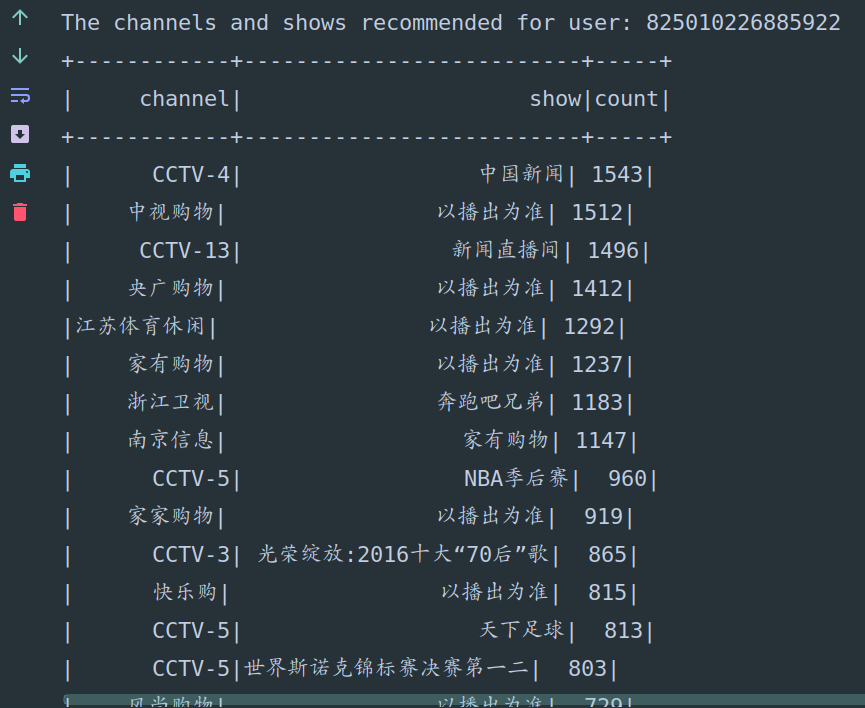 The channels and shows recommended for user: 825010226885922
+------------+--------------------------+-----+
|     channel|                      show|count|
+------------+--------------------------+-----+
|      CCTV-4|                  中国新闻| 1543|
|    中视购物|                以播出为准| 1512|
|     CCTV-13|                新闻直播间| 1496|
|    央广购物|                以播出为准| 1412|
|江苏体育休闲|                以播出为准| 1292|
|    家有购物|                以播出为准| 1237|
|    浙江卫视|                奔跑吧兄弟| 1183|
|    南京信息|                  家有购物| 1147|
|      CCTV-5|                 NBA季后赛|  960|
|    家家购物|                以播出为准|  919|
|      CCTV-3| 光荣绽放:2016十大“70后”歌|  865|
|      快乐购|                以播出为准|  815|
|      CCTV-5|                  天下足球|  813|
|      CCTV-5|世界斯诺克锦标赛决赛第一二|  803|
|    风尚购物|                以播出为准|  729|